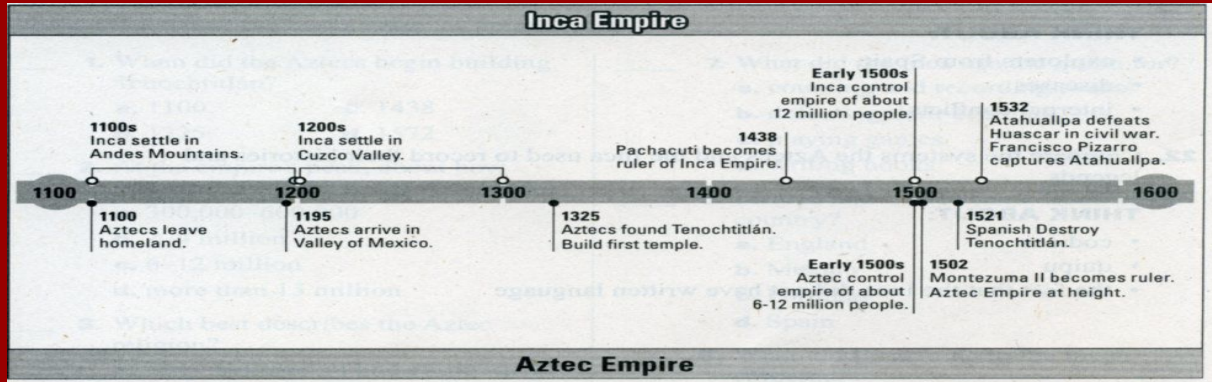 Inca Empire
Early 1500s
Inca control
empire of about
12 million people.
1532
Atahuallpa defeats
Huascar in civil war.
Francisco Pizarro
captures Atahuallpa.
1100s
Inca settle in
Andes Mountains.
1200s
Inca settle in
Cuzco Valley.
1438
Pachacuti becomes
ruler of Inca Empire.
1100
1200
1300
1400
1500
1600
1100
Aztecs leave
homeland.
1195
Aztecs arrive in
Valley of Mexico.
1325
Aztecs found Tenochtitlán.
Build first temple.
1521
Spanish Destroy
Tenochtitlán.
Early 1500s
Aztec control
empire of about
6-12 million people.
1502
Montezuma II becomes ruler.
Aztec Empire at height.
Aztec Empire